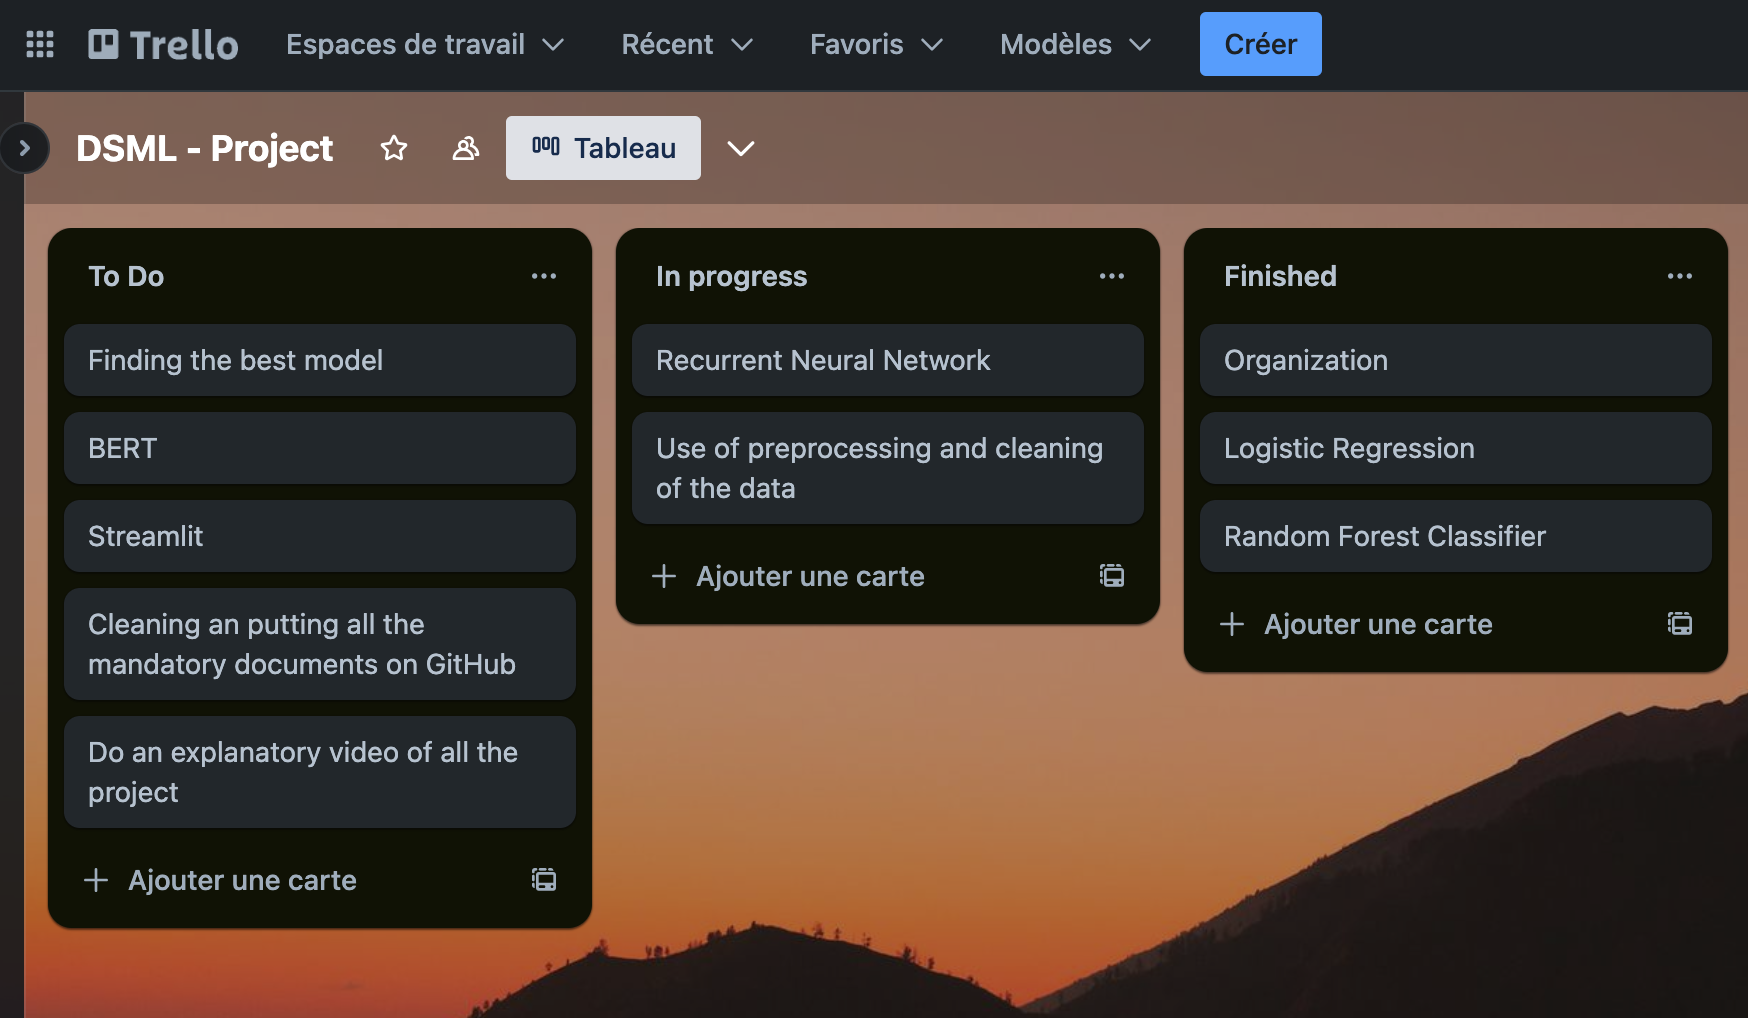 Trello
Espaces de travail
Récent
Favoris
Modèles
Créer
DSML - Project
Tableau
To Do
Finding the best model
BERT
Streamlit
Cleaning an putting all the
mandatory documents on GitHub
Do an explanatory video of all the
project
Ajouter une carte
In progress
Recurrent Neural Network
Use of preprocessing and cleaning
of the data
Ajouter une carte
Finished
Organization
Logistic Regression
Random Forest Classifier
Ajouter une carte